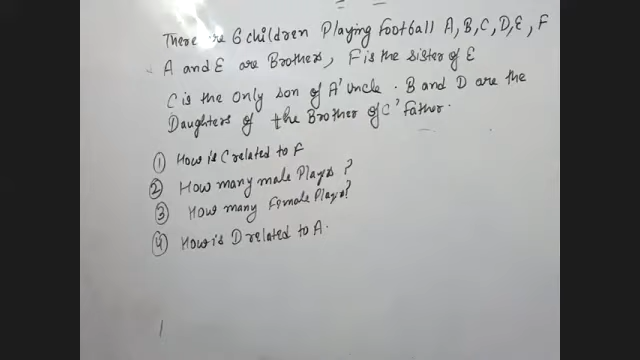 There are 6 children Playing Football A, B, C, D, E, F
A and E are Brothers, F is the sister of E
C is the only son of A' Uncle . B and D are the
Daughters of the Brother of C' Father.
① How is C related to F
② How many male Players ?
③ How many Female Players?
④ How is D related to A.